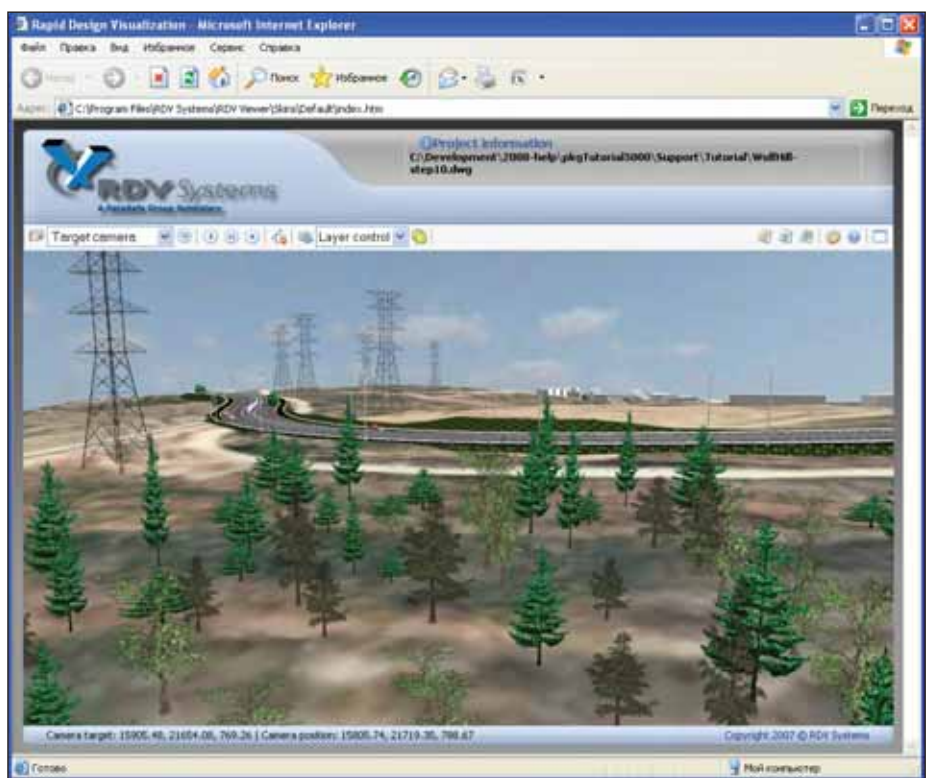 Rapid Design Visualization - Microsoft Internet Explorer
Файл Правка Вид Избранное Сервис Справка
Назад Поиск Избранное
Адрес: C:\Program Files\RDV Systems\RDV Viewer\Skins\Default\index.htm Переход
Project Information
C:\Development\2008-help\pkgTutorial3000\Support\Tutorial\WolfHill-
step10.dwg
RDV Systems
Target camera Layer control
Camera target: 15905.48, 21654.08, 769.26 | Camera position: 15805.74, 21719.35, 788.67 Copyright 2007 © RDV Systems
Готово Мой компьютер